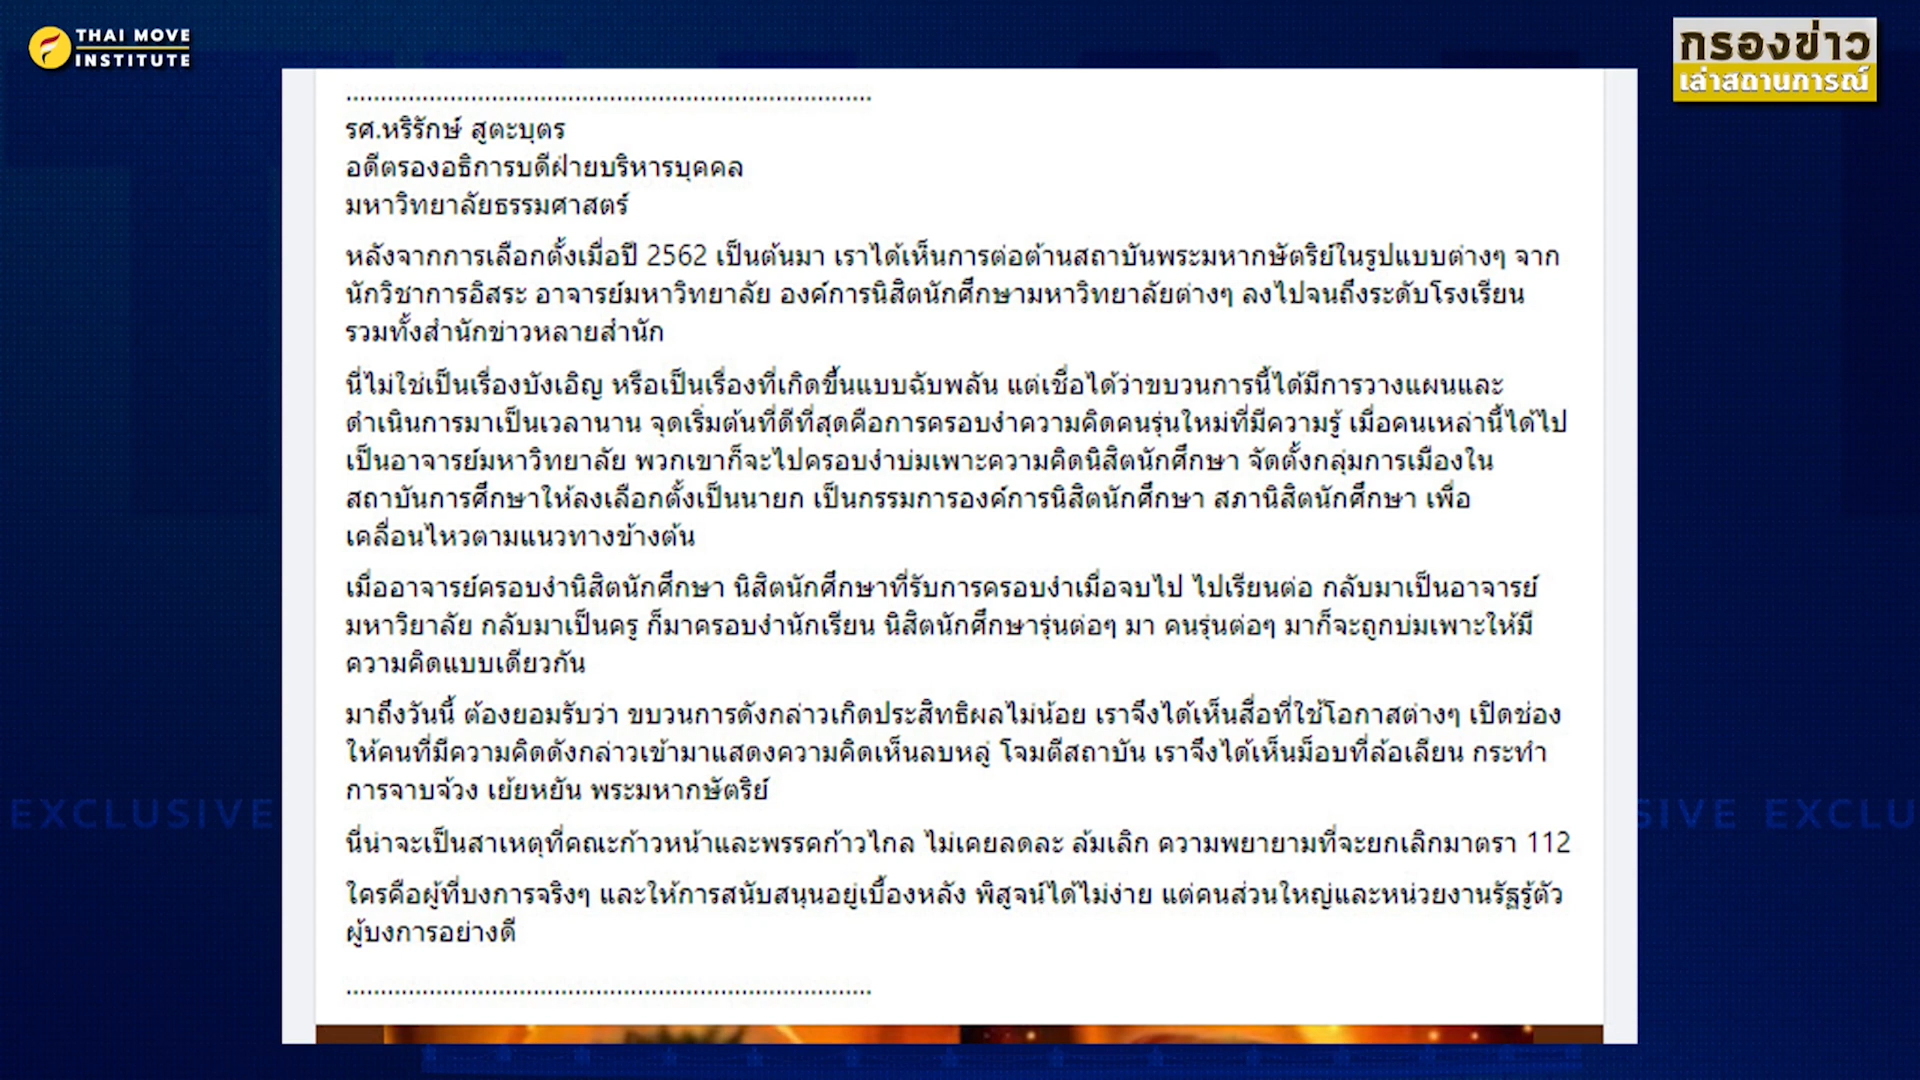 THAI MOVE
INSTITUTE
กรองข่าว
เล่าสถานการณ์
............................................................................
รศ.หริรักษ์ สูตะบุตร
อดีตรองอธิการบดีฝ่ายบริหารบุคคล
มหาวิทยาลัยธรรมศาสตร์
หลังจากการเลือกตั้งเมื่อปี 2562 เป็นต้นมา เราได้เห็นการต่อต้านสถาบันพระมหากษัตริย์ในรูปแบบต่างๆ จาก
นักวิชาการอิสระ อาจารย์มหาวิทยาลัย องค์การนิสิตนักศึกษามหาวิทยาลัยต่างๆ ลงไปจนถึงระดับโรงเรียน
รวมทั้งสำนักข่าวหลายสำนัก
นี่ไม่ใช่เป็นเรื่องบังเอิญ หรือเป็นเรื่องที่เกิดขึ้นแบบฉับพลัน แต่เชื่อได้ว่าขบวนการนี้ได้มีการวางแผนและ
ดำเนินการมาเป็นเวลานาน จุดเริ่มต้นที่ดีที่สุดคือการครอบงำความคิดคนรุ่นใหม่ที่มีความรู้ เมื่อคนเหล่านี้ได้ไป
เป็นอาจารย์มหาวิทยาลัย พวกเขาก็จะไปครอบงำบ่มเพาะความคิดนิสิตนักศึกษา จัดตั้งกลุ่มการเมืองใน
สถาบันการศึกษาให้ลงเลือกตั้งเป็นนายก เป็นกรรมการองค์การนิสิตนักศึกษา สภานิสิตนักศึกษา เพื่อ
เคลื่อนไหวตามแนวทางข้างต้น
เมื่ออาจารย์ครอบงำนิสิตนักศึกษา นิสิตนักศึกษาที่รับการครอบงำเมื่อจบไป ไปเรียนต่อ กลับมาเป็นอาจารย์
มหาวิยาลัย กลับมาเป็นครู ก็มาครอบงำนักเรียน นิสิตนักศึกษารุ่นต่อๆ มา คนรุ่นต่อๆ มาก็จะถูกบ่มเพาะให้มี
ความคิดแบบเดียวกัน
มาถึงวันนี้ ต้องยอมรับว่า ขบวนการดังกล่าวเกิดประสิทธิผลไม่น้อย เราจึงได้เห็นสื่อที่ใช้โอกาสต่างๆ เปิดช่อง
ให้คนที่มีความคิดดังกล่าวเข้ามาแสดงความคิดเห็นลบหลู่ โจมตีสถาบัน เราจึงได้เห็นม็อบที่ล้อเลียน กระทำ
การจาบจ้วง เย้ยหยัน พระมหากษัตริย์
นี่น่าจะเป็นสาเหตุที่คณะก้าวหน้าและพรรคก้าวไกล ไม่เคยลดละ ล้มเลิก ความพยายามที่จะยกเลิกมาตรา 112
ใครคือผู้ที่บงการจริงๆ และให้การสนับสนุนอยู่เบื้องหลัง พิสูจน์ได้ไม่ง่าย แต่คนส่วนใหญ่และหน่วยงานรัฐรู้ตัว
ผู้บงการอย่างดี
............................................................................
EXCLUSIVE
SIVE EXCLU